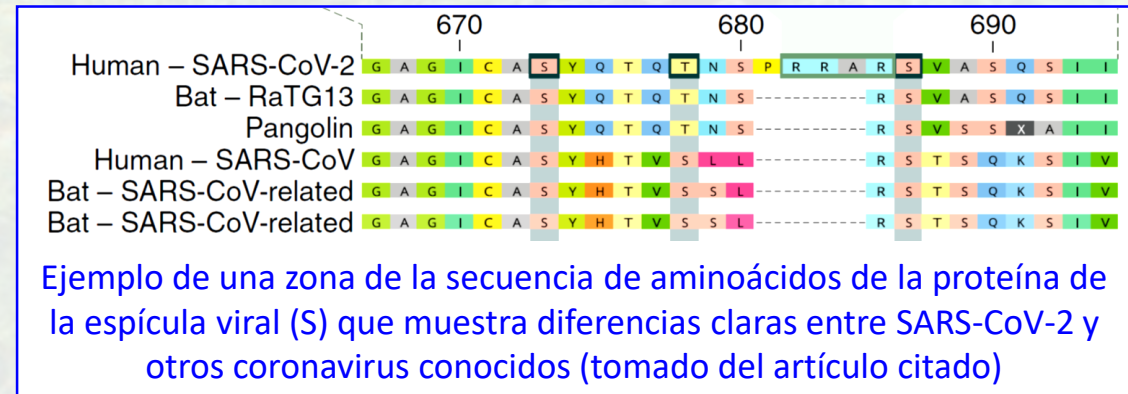 670 680 690
Human – SARS-CoV-2 G A G I C A S Y Q T Q T N S P R R A R S V A S Q S I I
Bat – RaTG13 G A G I C A S Y Q T Q T N S ---------- R S V A S Q S I I
Pangolin G A G I C A S Y Q T Q T N S ---------- R S V S S X A I I
Human – SARS-CoV G A G I C A S Y H T V S L L ---------- R S T S Q K S I V
Bat – SARS-CoV-related G A G I C A S Y H T V S S L ---------- R S T S Q K S I V
Bat – SARS-CoV-related G A G I C A S Y H T V S S L ---------- R S T S Q K S I V
Ejemplo de una zona de la secuencia de aminoácidos de la proteína de
la espícula viral (S) que muestra diferencias claras entre SARS-CoV-2 y
otros coronavirus conocidos (tomado del artículo citado)